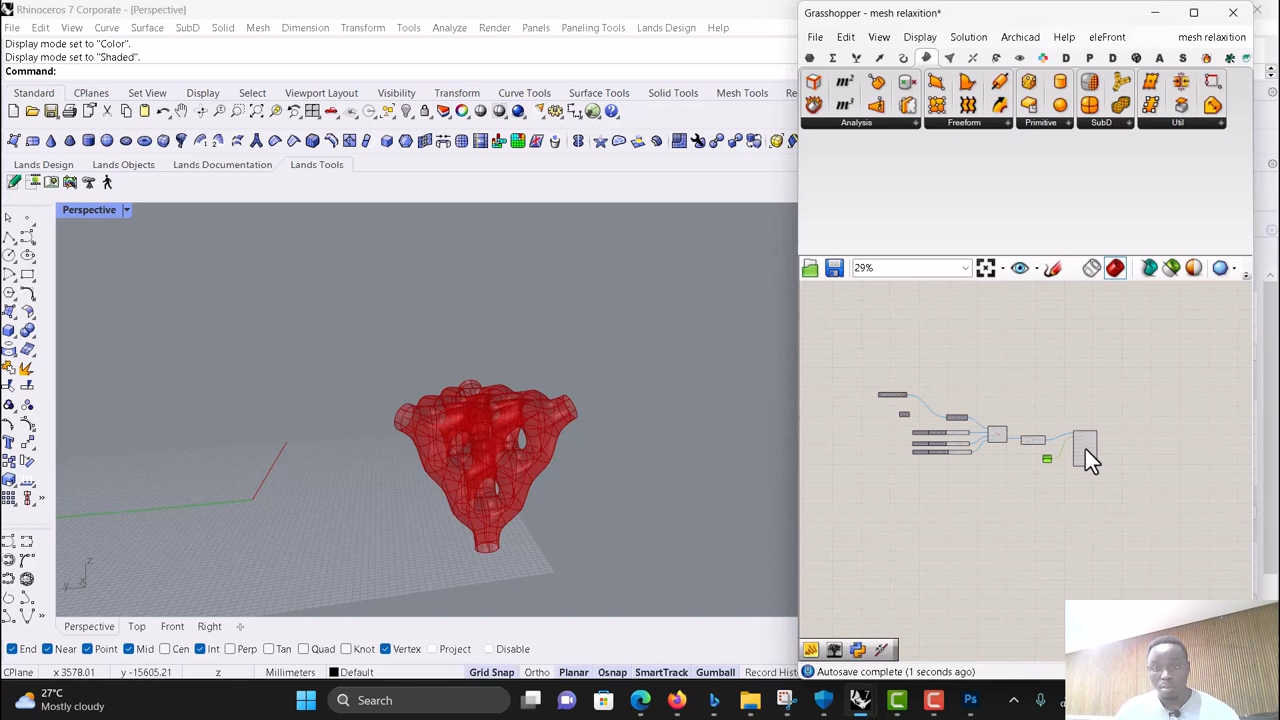 Rhinoceros 7 Corporate - [Perspective]
File Edit View Curve Surface SubD Solid Mesh Dimension Transform Tools Analyze Render Panels Paneling Tools Lands Design Help
Display mode set to "Color".
Display mode set to "Shaded".
Command:
Standard CPlanes Set View Display Select Viewport Layout Visibility Transform Curve Tools Surface Tools Solid Tools Mesh Tools
Lands Design Lands Objects Lands Documentation Lands Tools
Perspective
z
y
x
Perspective Top Front Right
End Near Point Mid Cen Int Perp Tan Quad Knot Vertex Project Disable
CPlane x 3578.01 y -15608.21 z Millimeters Default Grid Snap Ortho Planar Osnap SmartTrack Gumball Record Hist
Grasshopper - mesh relaxition*
File Edit View Display Solution Archicad Help eleFront mesh relaxition
D P D A S
m² m³
Analysis Freeform Primitive SubD Util
29%
Autosave complete (1 seconds ago)
27°C
Mostly cloudy
Search